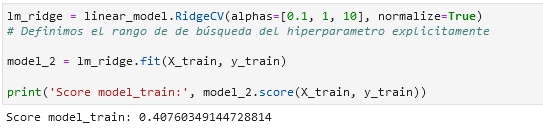 lm_ridge = linear_model.RidgeCV(alphas=[0.1, 1, 10], normalize=True)
# Definimos el rango de de búsqueda del hiperparametro explicitamente
model_2 = lm_ridge.fit(X_train, y_train)
print('Score model_train:', model_2.score(X_train, y_train))
Score model_train: 0.40760349144728814